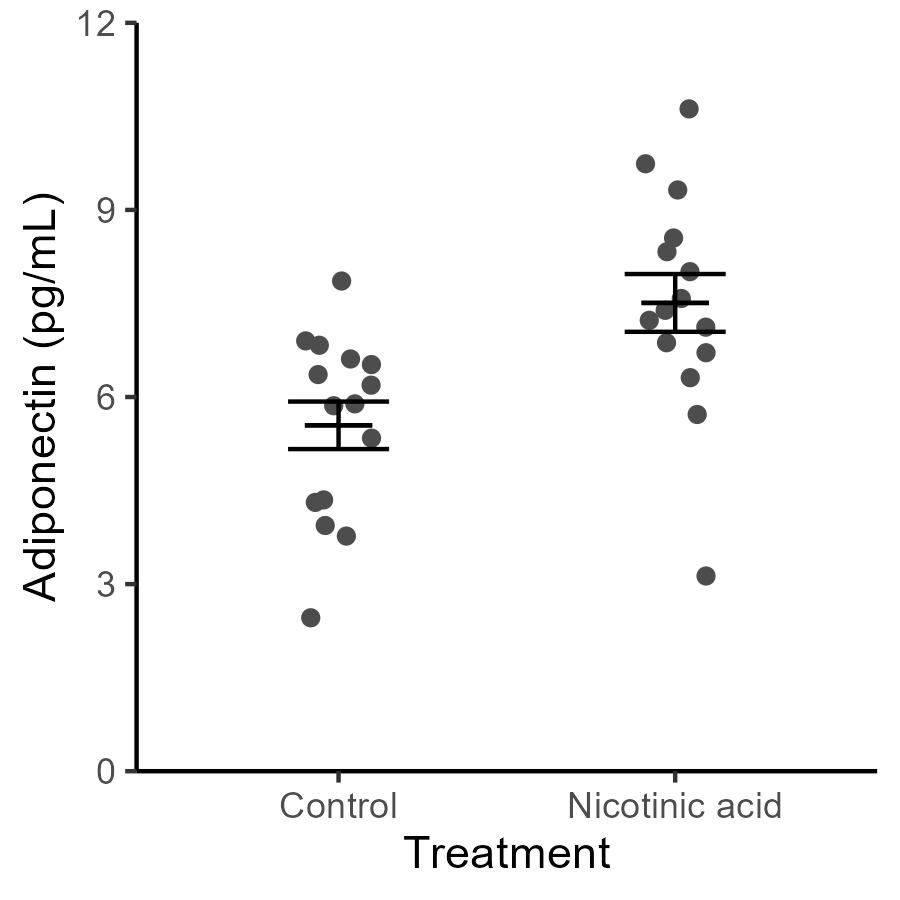 12
9
6
3
0
Adiponectin (pg/mL)
Control
Nicotinic acid
Treatment